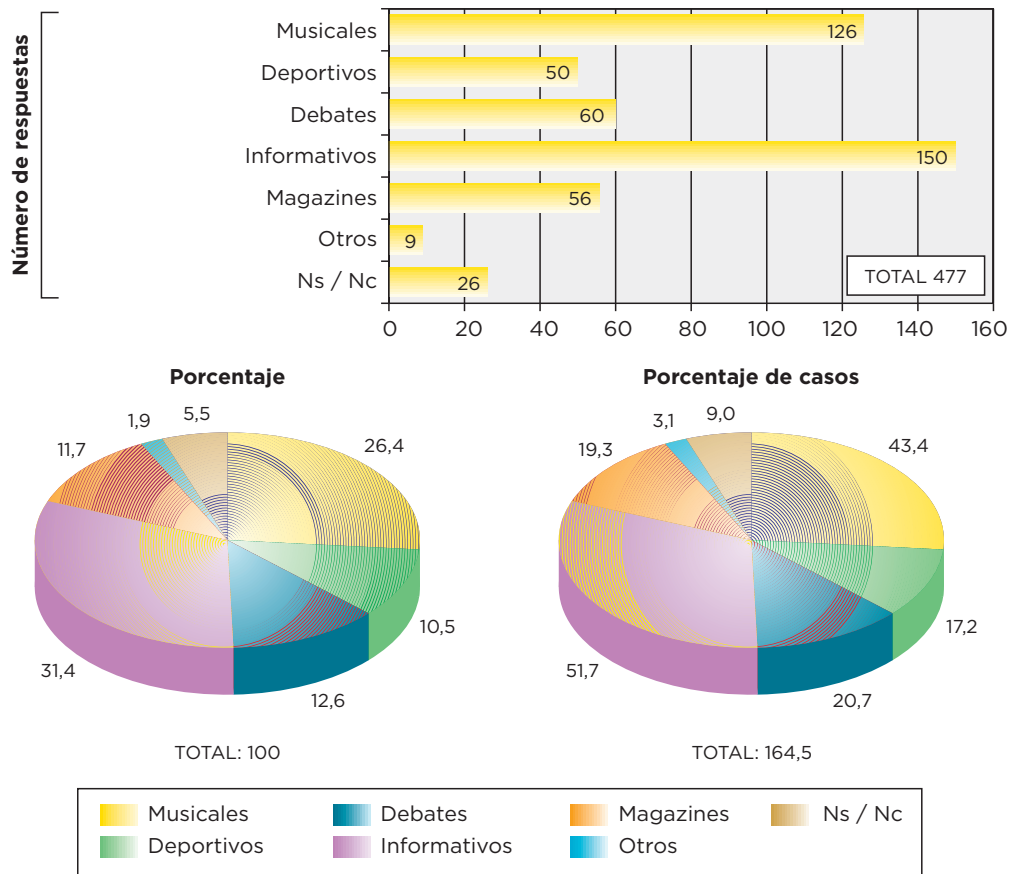 Número de respuestas
Musicales 126
Deportivos 50
Debates 60
Informativos 150
Magazines 56
Otros 9
Ns / Nc 26
TOTAL 477
0 20 40 60 80 100 120 140 160
Porcentaje
5,5
1,9
11,7
26,4
10,5
31,4
12,6
TOTAL: 100
Porcentaje de casos
9,0
3,1
19,3
43,4
17,2
51,7
20,7
TOTAL: 164,5
Musicales Debates Magazines Ns / Nc
Deportivos Informativos Otros